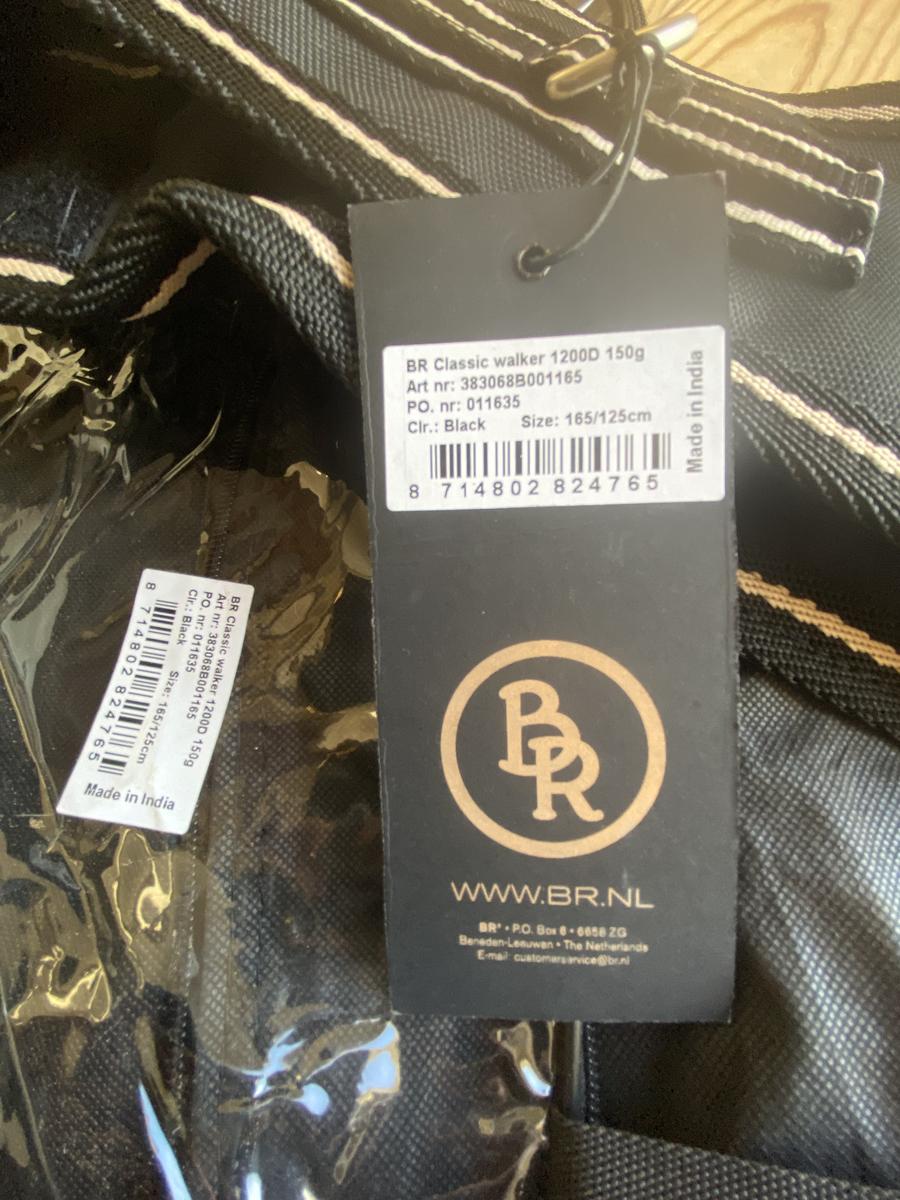 BR Classic walker 1200D 150g
Art nr: 383068B001165
PO. nr: 011635
Clr.: Black Size: 165/125cm
8 714802 824765
Made in India
BR
WWW.BR.NL
BR® • P.O. Box 6 • 6658 ZG
Beneden-Leeuwen • The Netherlands
E-mail: customerservice@br.nl
BR Classic walker 1200D 150g
Art nr: 383068B001165
PO. nr: 011635
Clr.: Black Size: 165/125cm
8 714802 824765
Made in India